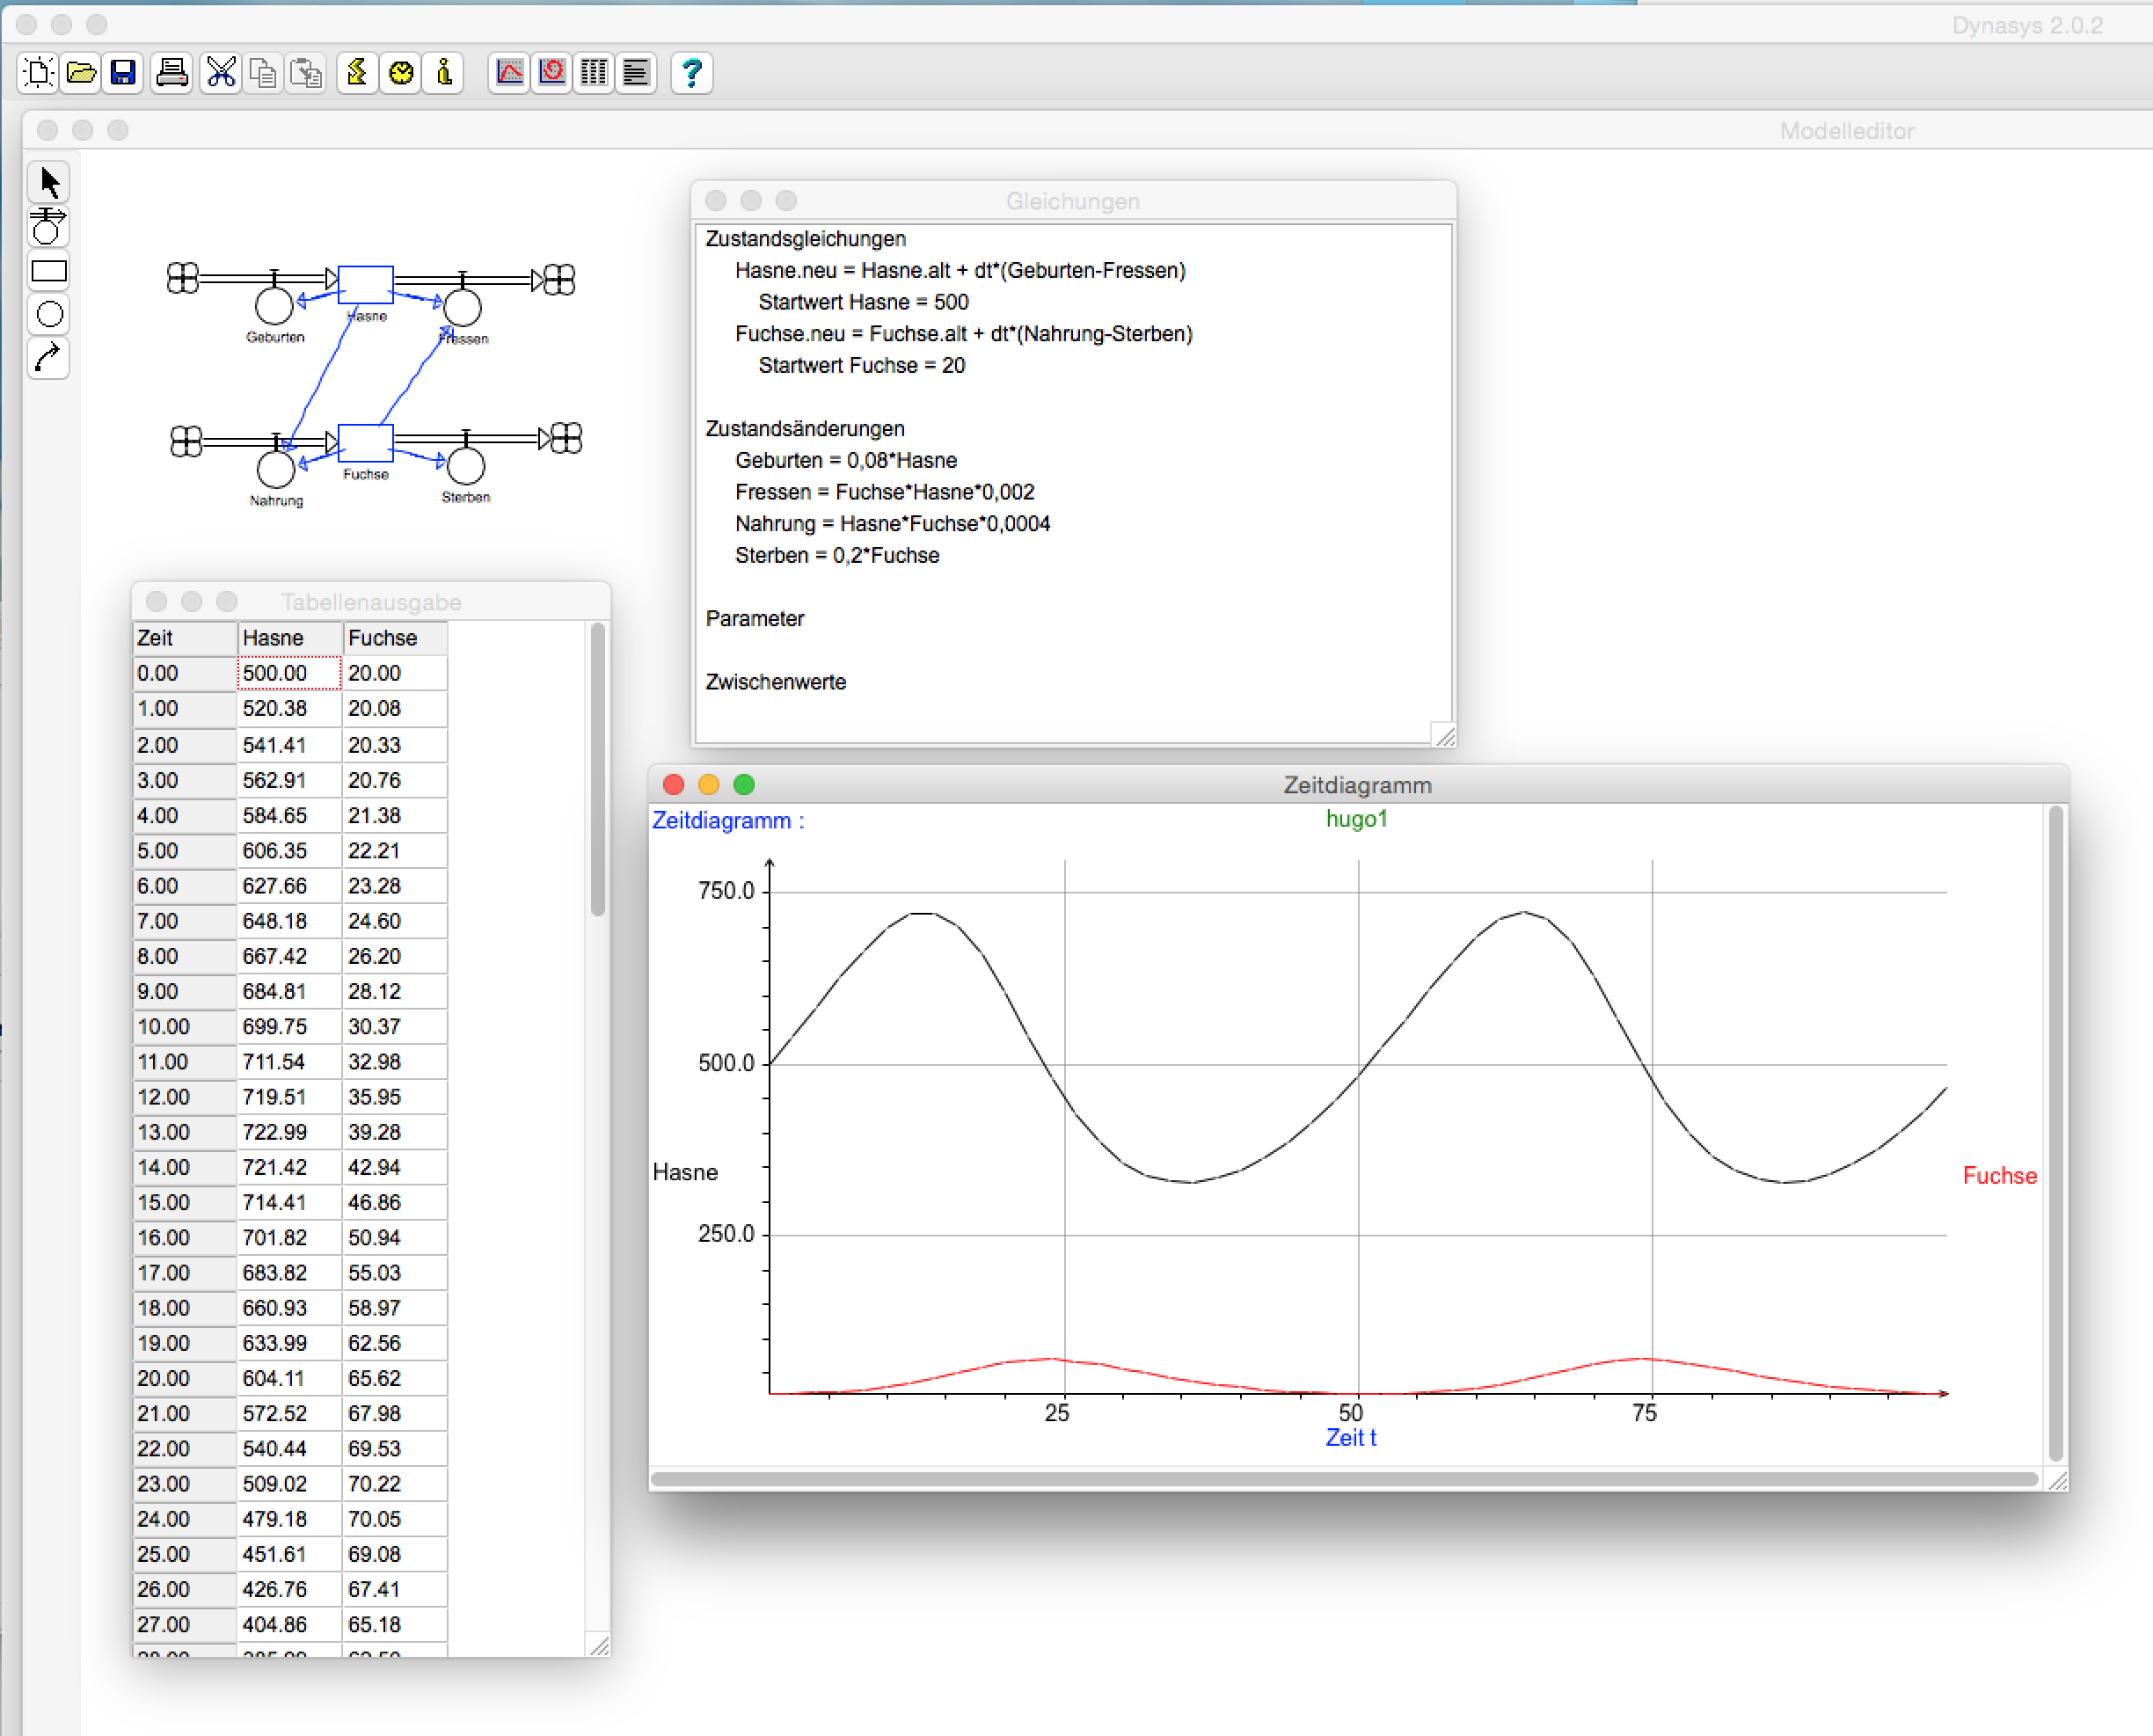 Dynasys 2.0.2
Modelleditor
Geburten
Hasne
Fressen
Nahrung
Fuchse
Sterben
Gleichungen
Zustandsgleichungen
Hasne.neu = Hasne.alt + dt*(Geburten-Fressen)
Startwert Hasne = 500
Fuchse.neu = Fuchse.alt + dt*(Nahrung-Sterben)
Startwert Fuchse = 20
Zustandsänderungen
Geburten = 0,08*Hasne
Fressen = Fuchse*Hasne*0,002
Nahrung = Hasne*Fuchse*0,0004
Sterben = 0,2*Fuchse
Parameter
Zwischenwerte
Tabellenausgabe
Zeit Hasne Fuchse
0.00 500.00 20.00
1.00 520.38 20.08
2.00 541.41 20.33
3.00 562.91 20.76
4.00 584.65 21.38
5.00 606.35 22.21
6.00 627.66 23.28
7.00 648.18 24.60
8.00 667.42 26.20
9.00 684.81 28.12
10.00 699.75 30.37
11.00 711.54 32.98
12.00 719.51 35.95
13.00 722.99 39.28
14.00 721.42 42.94
15.00 714.41 46.86
16.00 701.82 50.94
17.00 683.82 55.03
18.00 660.93 58.97
19.00 633.99 62.56
20.00 604.11 65.62
21.00 572.52 67.98
22.00 540.44 69.53
23.00 509.02 70.22
24.00 479.18 70.05
25.00 451.61 69.08
26.00 426.76 67.41
27.00 404.86 65.18
Zeitdiagramm
Zeitdiagramm :
hugo1
750.0
500.0
Hasne
Fuchse
250.0
25 50 75
Zeit t